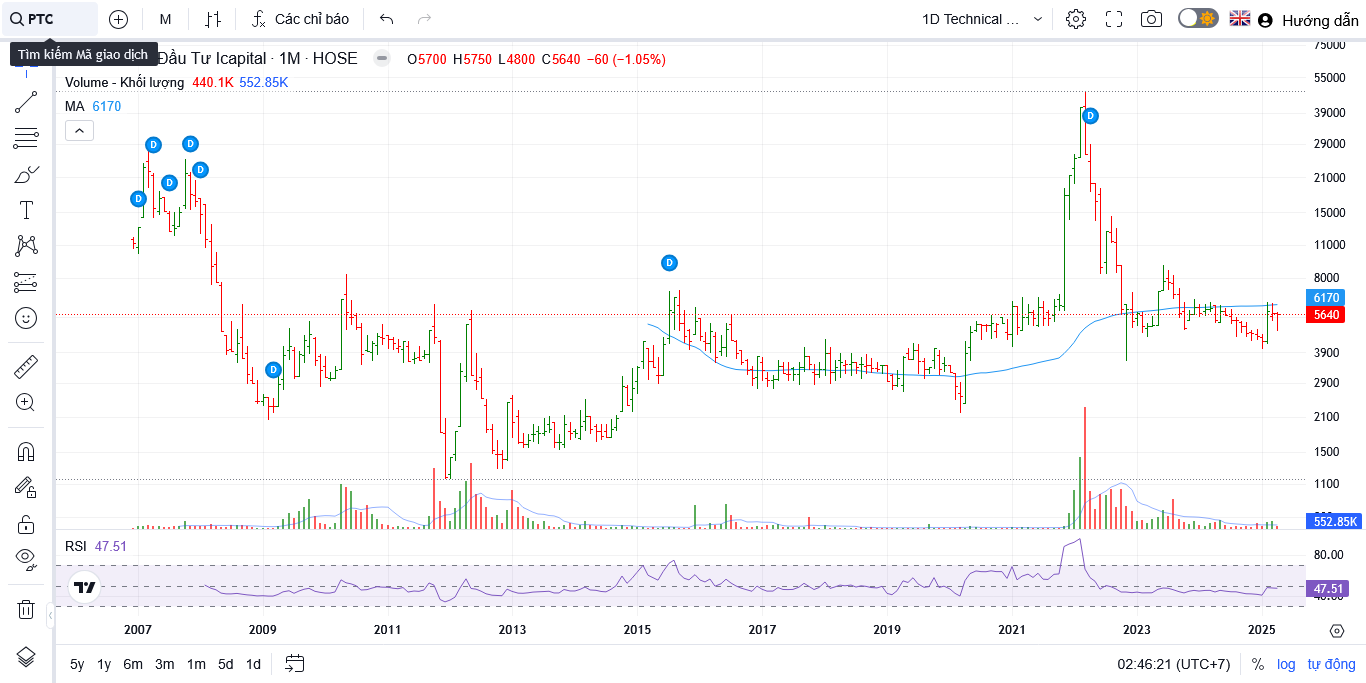 PTC
M
Các chỉ báo
1D Technical ...
Hướng dẫn
Tìm kiếm Mã giao dịch
Đầu Tư Icapital · 1M · HOSE
O5700 H5750 L4800 C5640 −60 (−1.05%)
Volume - Khối lượng 440.1K 552.85K
MA 6170
D
D
D
D
D
D
D
D
75000
55000
39000
29000
21000
15000
11000
8000
6170
5640
3900
2900
2100
1500
1100
552.85K
RSI 47.51
80.00
47.51
40.00
2007 2009 2011 2013 2015 2017 2019 2021 2023 2025
5y 1y 6m 3m 1m 5d 1d
02:46:21 (UTC+7) % log tự động